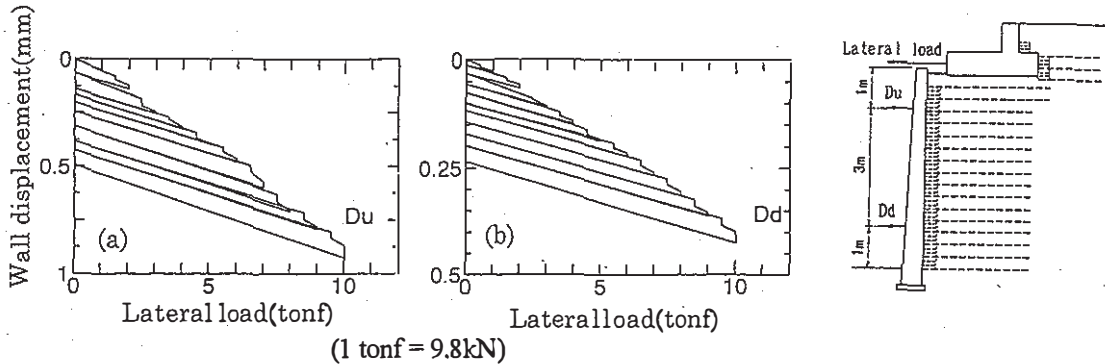 Wall displacement(mm)
0
0.5
1
(a)
Du
0
5
10
Lateral load(tonf)
0
0.25
0.5
(b)
Dd
0
5
10
Lateralload(tonf)
(1 tonf = 9.8kN)
Lateral load
1m
Du
3m
Dd
1m